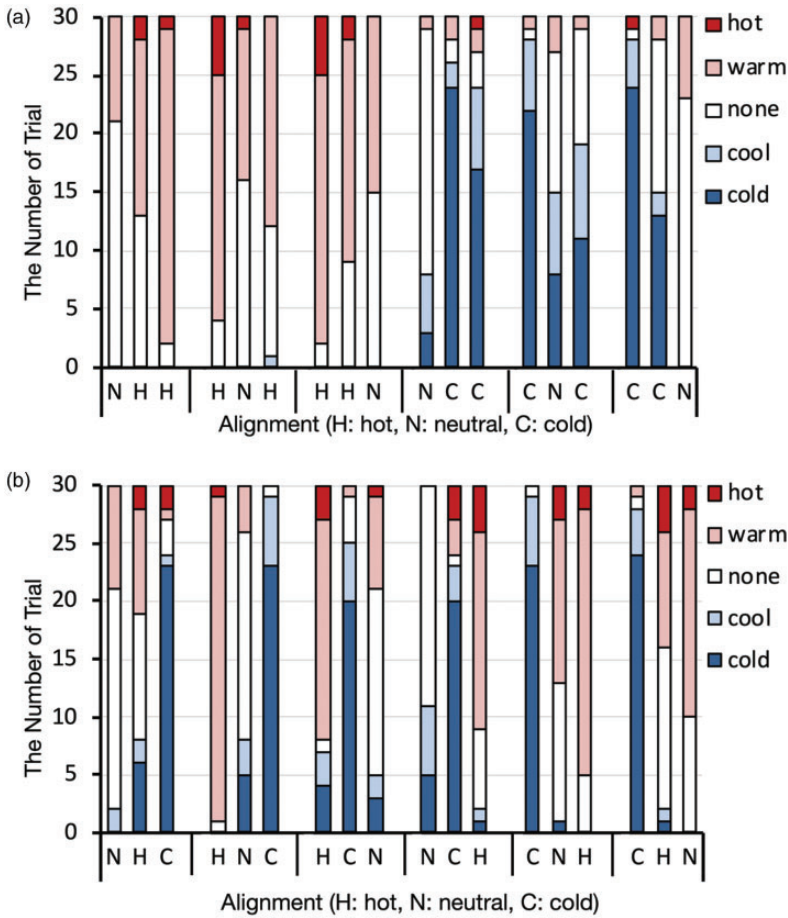 (a)
The Number of Trial
30
25
20
15
10
5
0
hot
warm
none
cool
cold
N H H H N H H H N N C C C N C C C N
Alignment (H: hot, N: neutral, C: cold)
(b)
The Number of Trial
30
25
20
15
10
5
0
hot
warm
none
cool
cold
N H C H N C H C N N C H C N H C H N
Alignment (H: hot, N: neutral, C: cold)